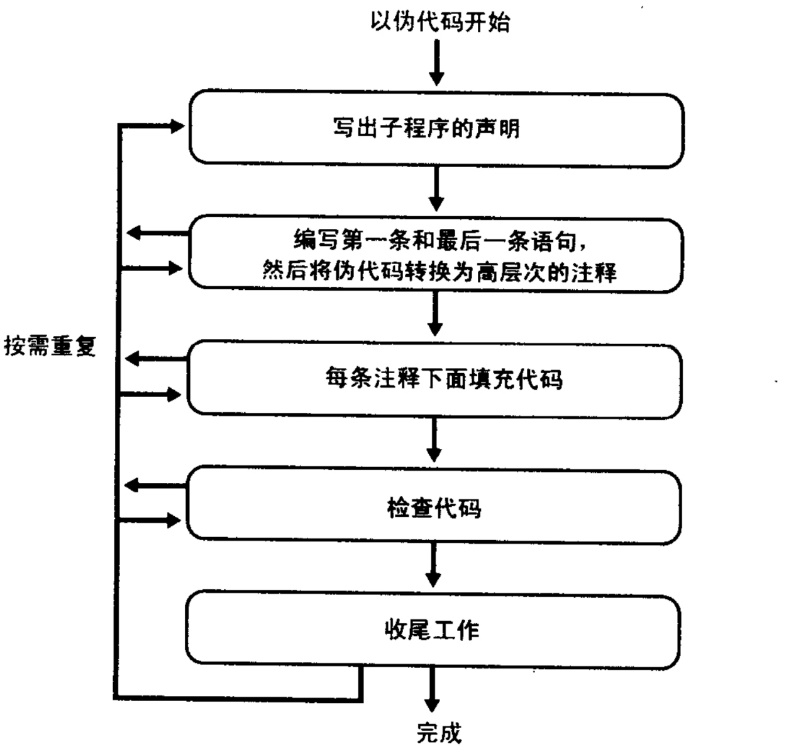 以伪代码开始
写出子程序的声明
编写第一条和最后一条语句，
然后将伪代码转换为高层次的注释
按需重复
每条注释下面填充代码
检查代码
收尾工作
完成